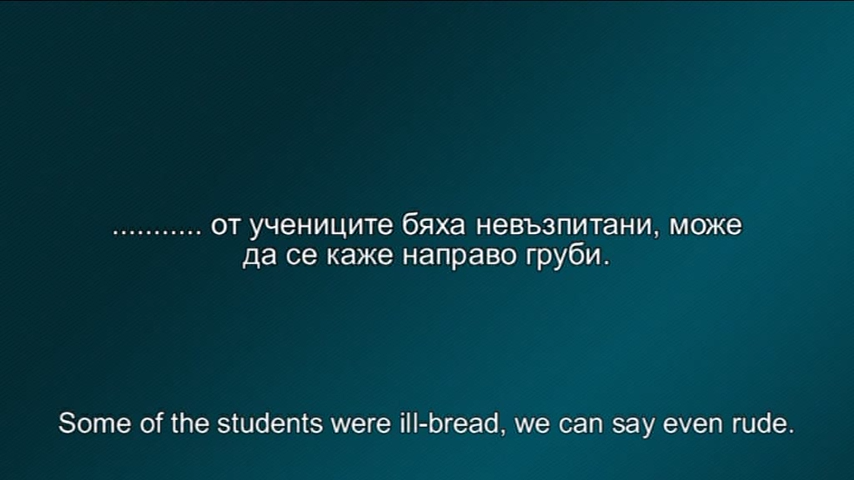 ........... от учениците бяха невъзпитани, може
да се каже направо груби.
Some of the students were ill-bread, we can say even rude.